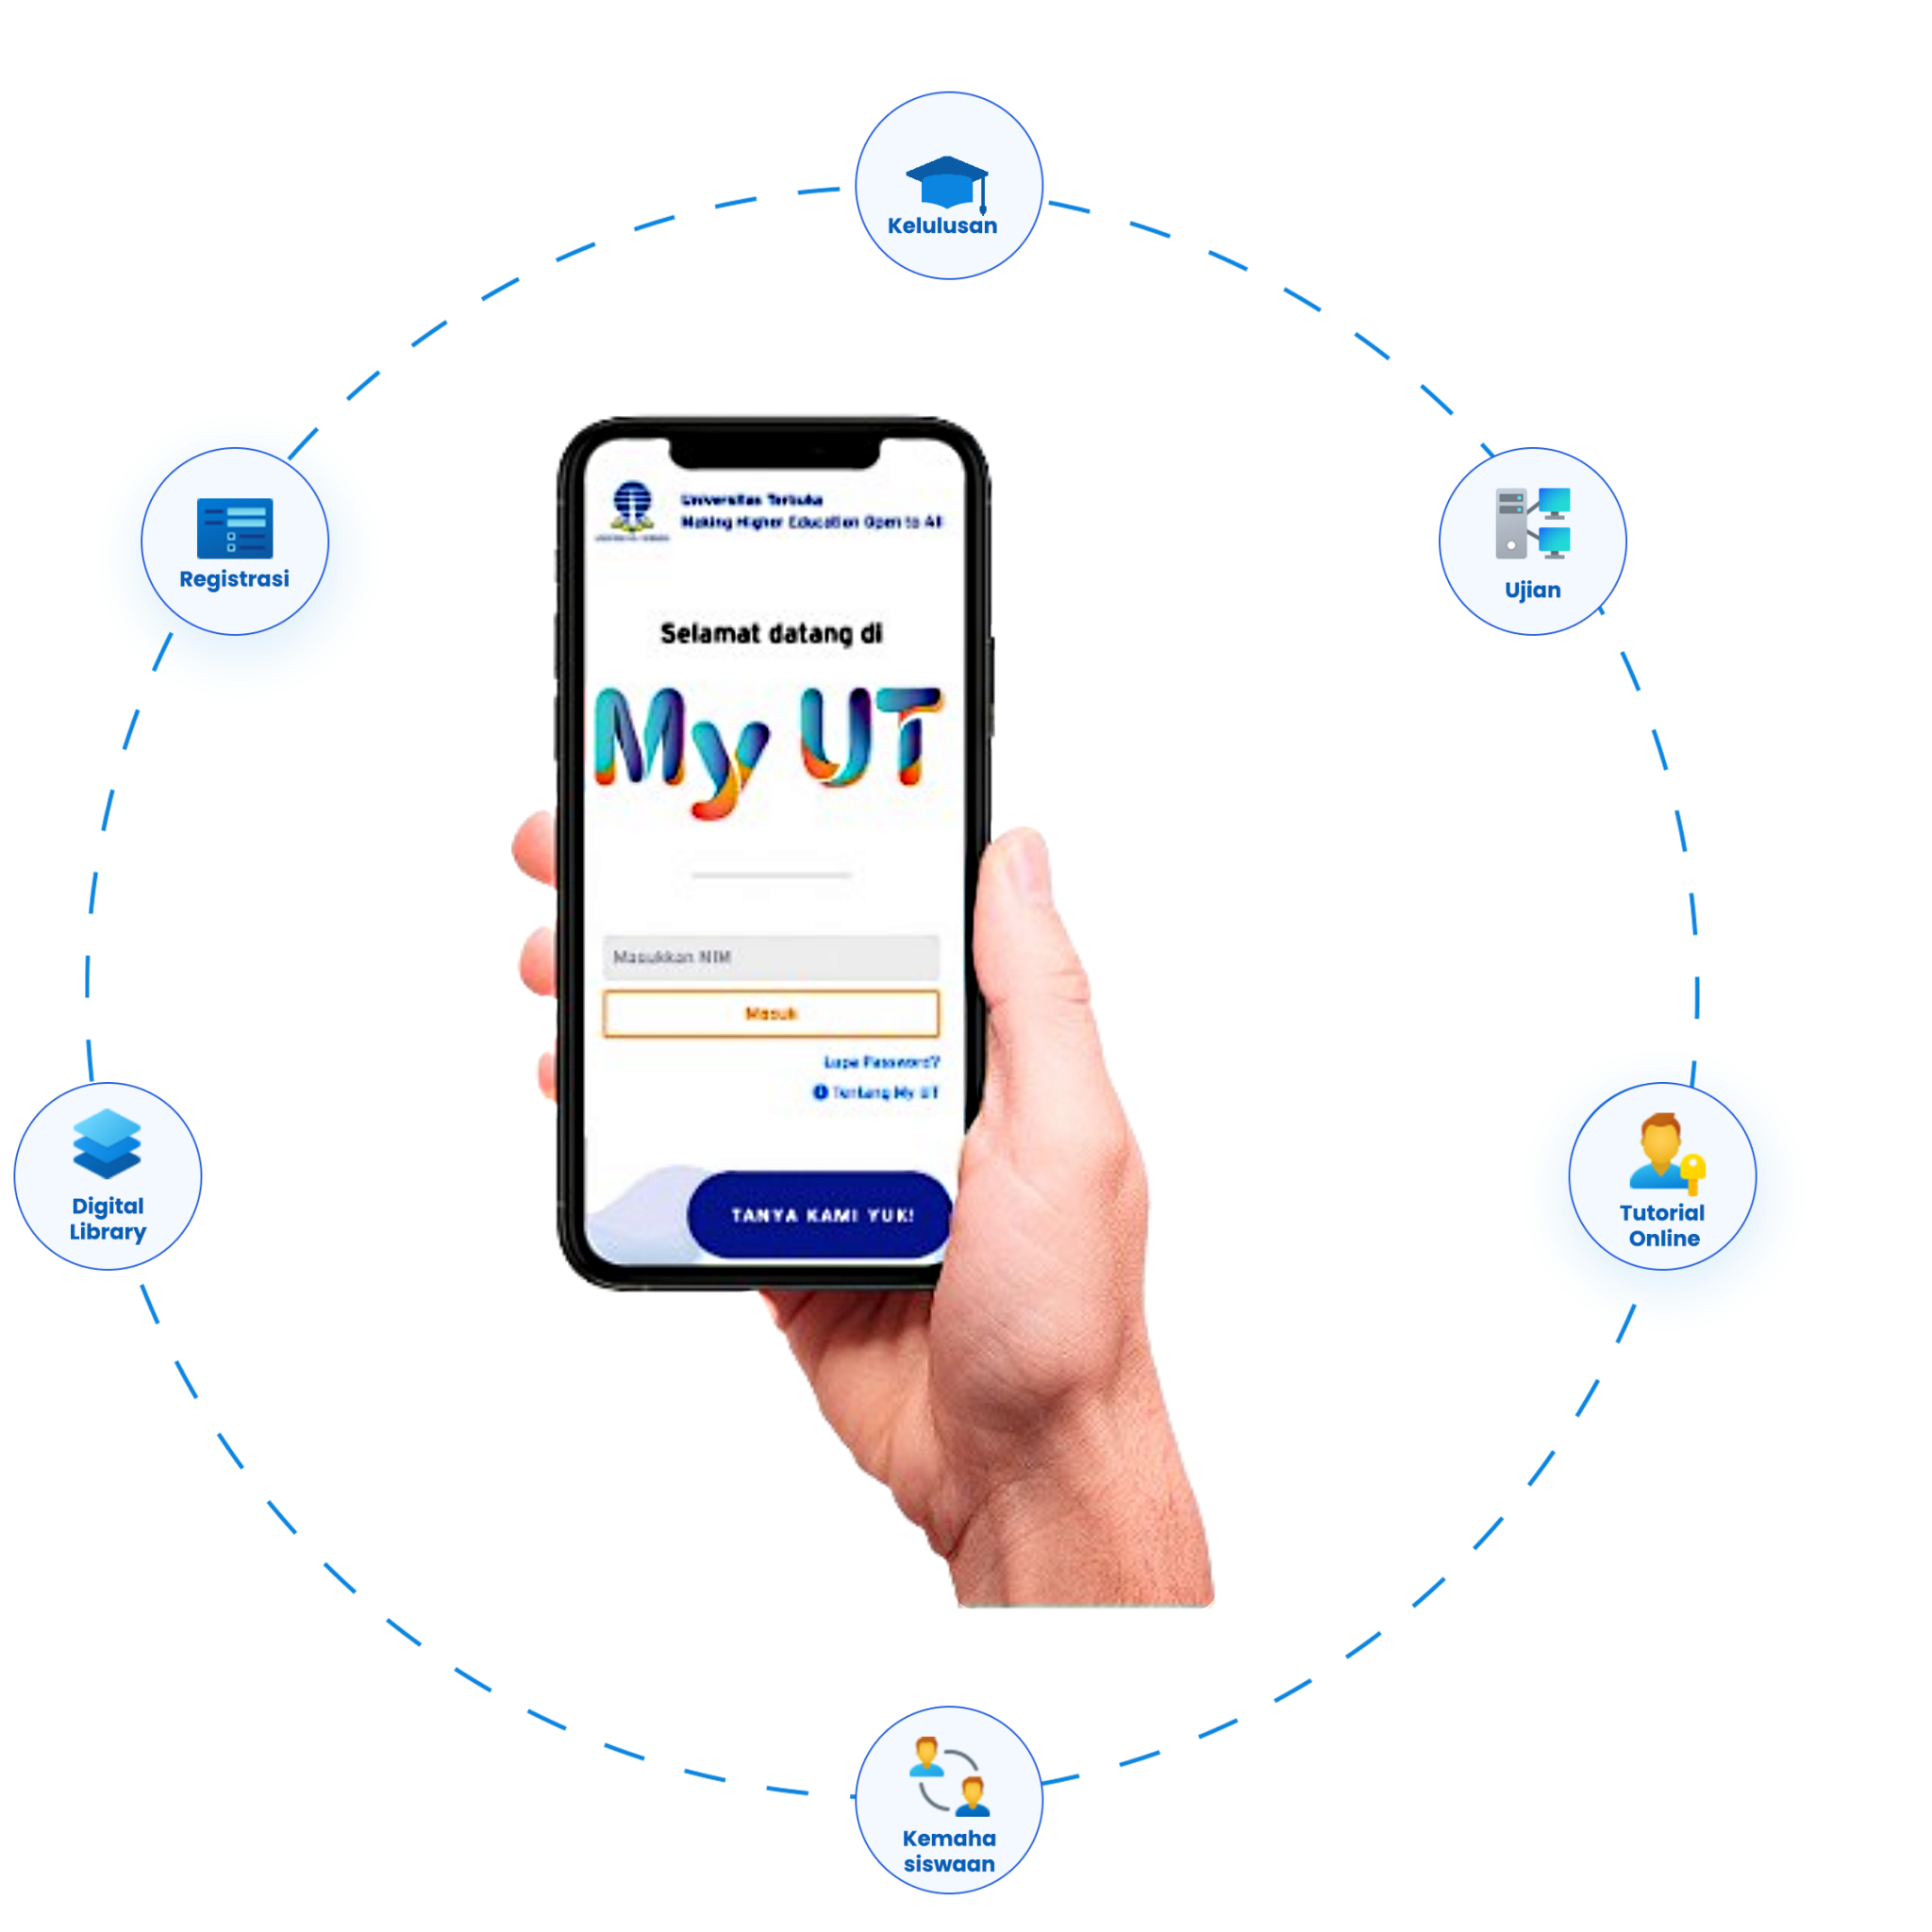 Kelulusan
Registrasi
Ujian
Universitas Terbuka
Making Higher Education Open to All
Selamat datang di
My UT
Masukkan NIM
Masuk
Lupa Password?
Tentang My UT
TANYA KAMI YUK!
Digital
Library
Tutorial
Online
Kemaha
siswaan